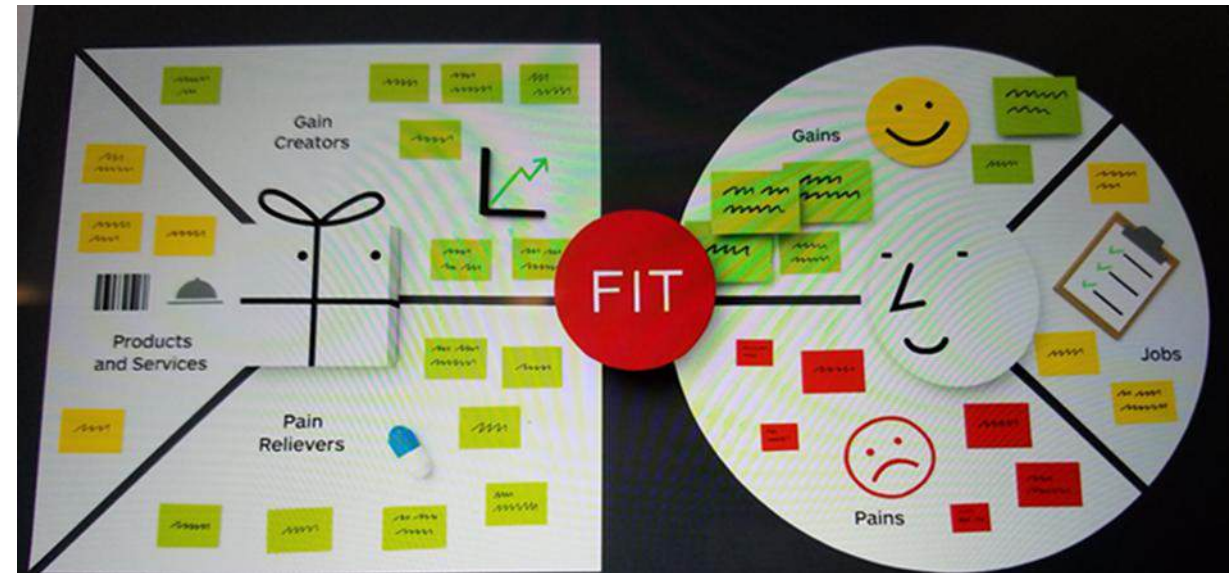 Gain
Creators
Products
and Services
Pain
Relievers
FIT
Gains
Jobs
Pains